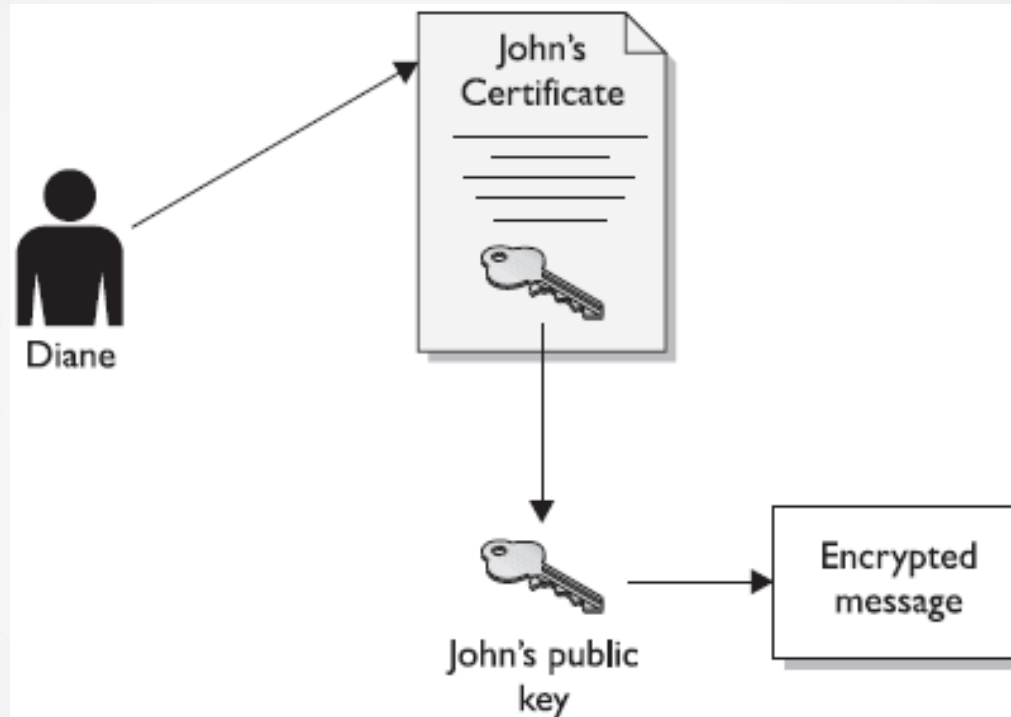 John's
Certificate
Diane
John's public
key
Encrypted
message